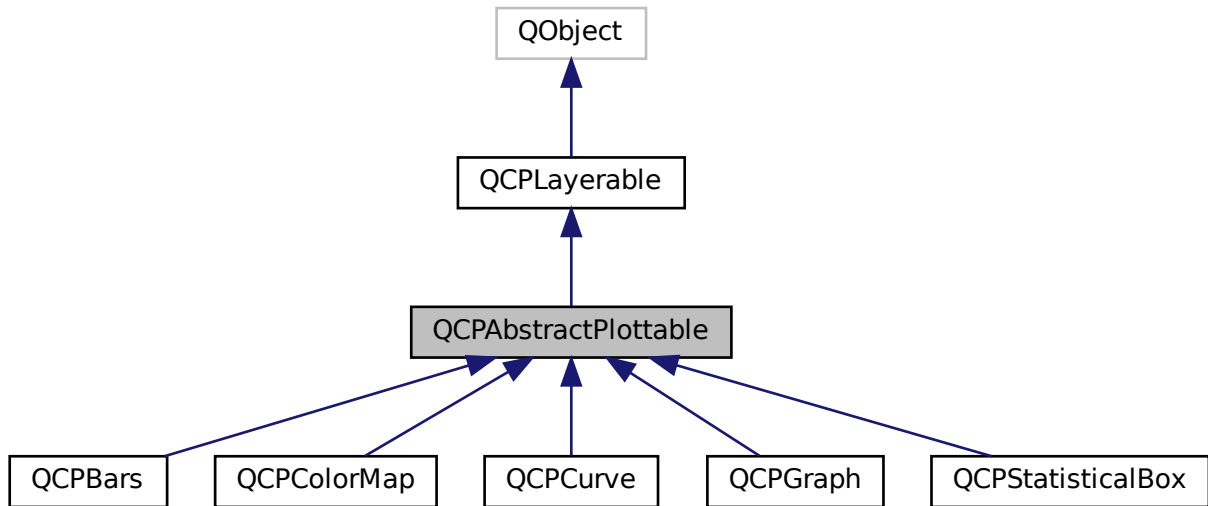 QObject
QCPLayerable
QCPAbstractPlottable
QCPBars
QCPColorMap
QCPCurve
QCPGraph
QCPStatisticalBox